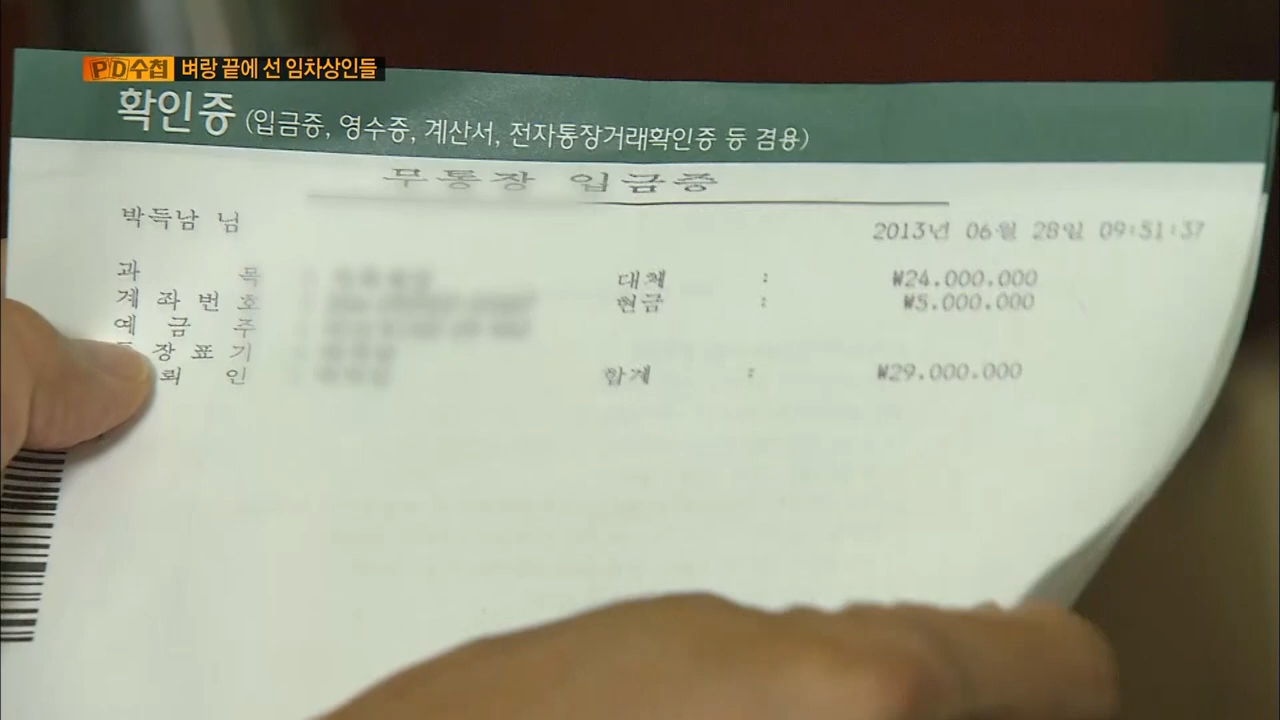 PD수첩 벼랑 끝에 선 임차상인들
확인증 (입금증, 영수증, 계산서, 전자통장거래확인증 등 겸용)
무통장 입금증
박득남 님
2013년 06월 28일 09:51:37
과 목 : 대체 : ₩24.000.000
계 좌 번 호 : 현금 : ₩5.000.000
예 금 주 :
장 표 기 :
뢰 인 : 합계 : ₩29.000.000